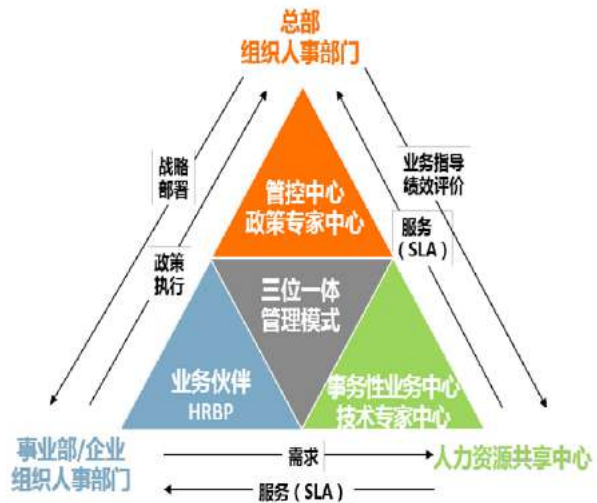 总部
组织人事部门
战略
部署
业务指导
绩效评价
管控中心
政策专家中心
服务
（SLA）
政策
执行
三位一体
管理模式
业务伙伴
HRBP
事务性业务中心
技术专家中心
事业部/企业
组织人事部门
需求
人力资源共享中心
服务（SLA）